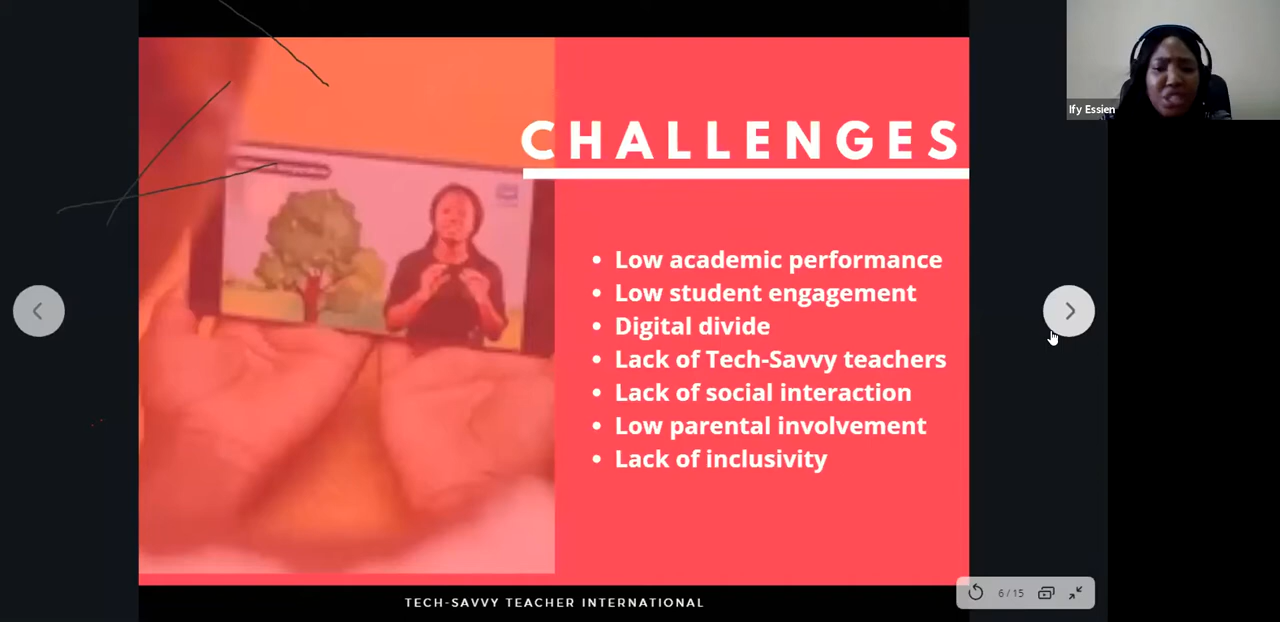 CHALLENGES
Low academic performance
Low student engagement
Digital divide
Lack of Tech-Savvy teachers
Lack of social interaction
Low parental involvement
Lack of inclusivity
TECH-SAVVY TEACHER INTERNATIONAL
6 / 15
Ify Essien